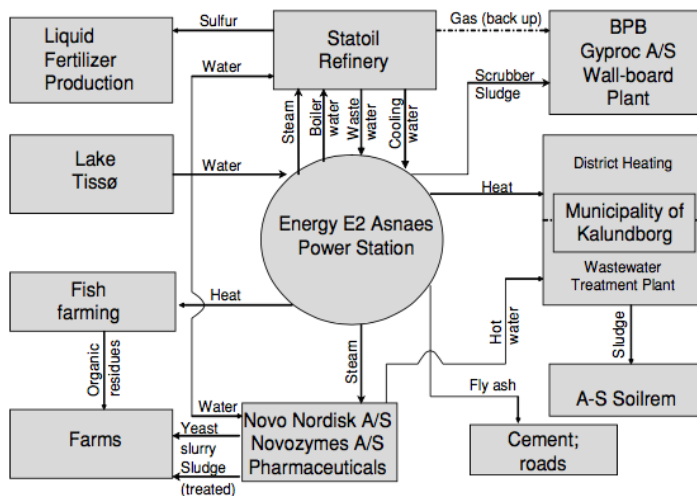 Liquid
Fertilizer
Production
Sulfur
Statoil
Refinery
Gas (back up)
BPB
Gyproc A/S
Wall-board
Plant
Water
Scrubber
Sludge
Steam
Boiler
water
Waste
water
Cooling
water
Lake
Tissø
Water
Energy E2 Asnaes
Power Station
Heat
District Heating
Municipality of
Kalundborg
Wastewater
Treatment Plant
Fish
farming
Heat
Hot
water
Sludge
Organic
residues
Steam
Fly ash
A-S Soilrem
Water
Farms
Yeast
slurry
Sludge
(treated)
Novo Nordisk A/S
Novozymes A/S
Pharmaceuticals
Cement;
roads